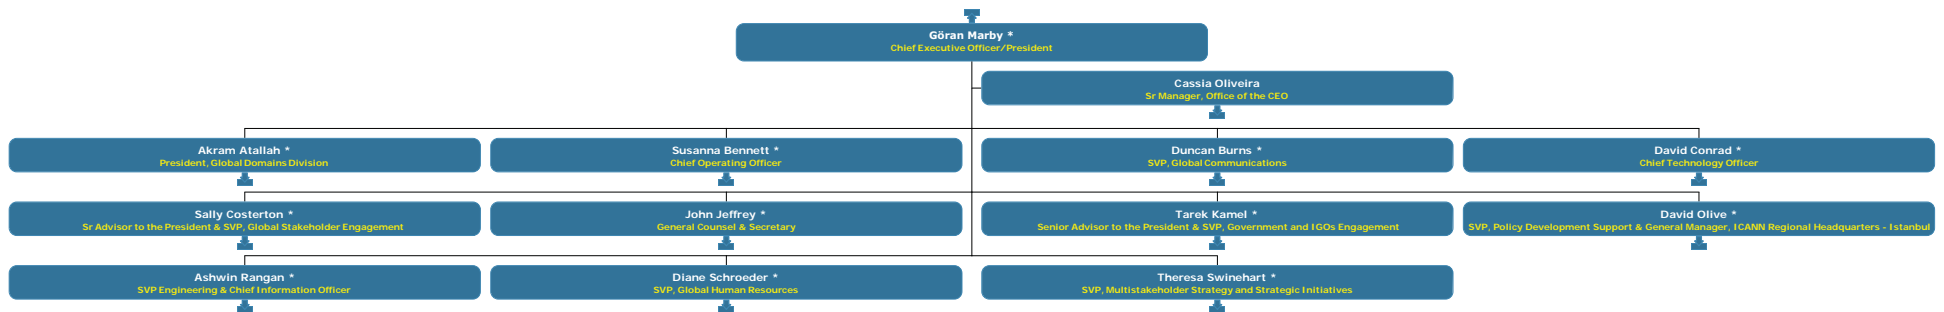 Göran Marby *
Chief Executive Officer/President
Cassia Oliveira
Sr Manager, Office of the CEO
Akram Atallah *
President, Global Domains Division
Susanna Bennett *
Chief Operating Officer
Duncan Burns *
SVP, Global Communications
David Conrad *
Chief Technology Officer
Sally Costerton *
Sr Advisor to the President & SVP, Global Stakeholder Engagement
John Jeffrey *
General Counsel & Secretary
Tarek Kamel *
Senior Advisor to the President & SVP, Government and IGOs Engagement
David Olive *
SVP, Policy Development Support & General Manager, ICANN Regional Headquarters - Istanbul
Ashwin Rangan *
SVP Engineering & Chief Information Officer
Diane Schroeder *
SVP, Global Human Resources
Theresa Swinehart *
SVP, Multistakeholder Strategy and Strategic Initiatives